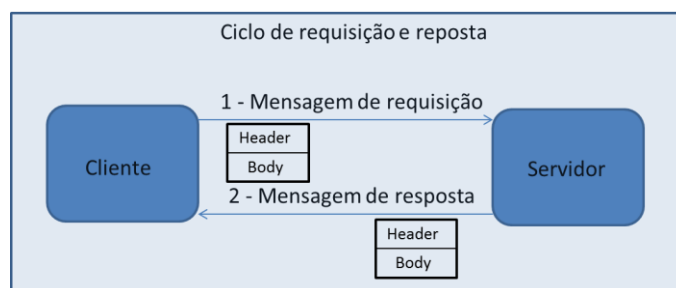 Ciclo de requisição e reposta
1 - Mensagem de requisição
Header
Body
Cliente
Servidor
2 - Mensagem de resposta
Header
Body